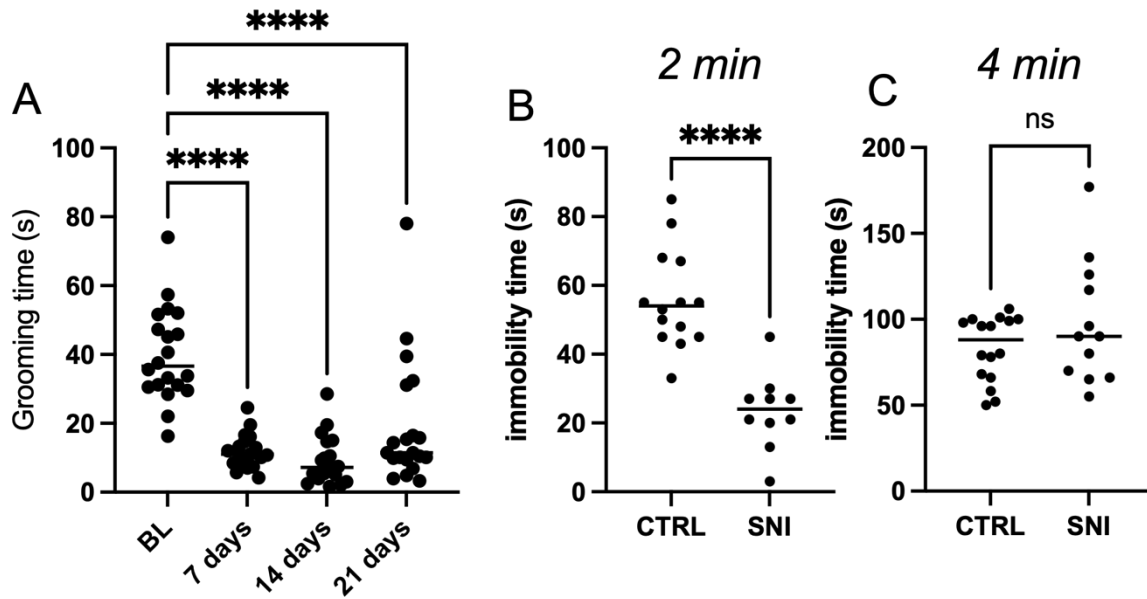 A
****
****
****
Grooming time (s)
100
80
60
40
20
0
BL
7 days
14 days
21 days
B
2 min
****
immobility time (s)
100
80
60
40
20
0
CTRL
SNI
C
4 min
ns
immobility time (s)
200
150
100
50
0
CTRL
SNI